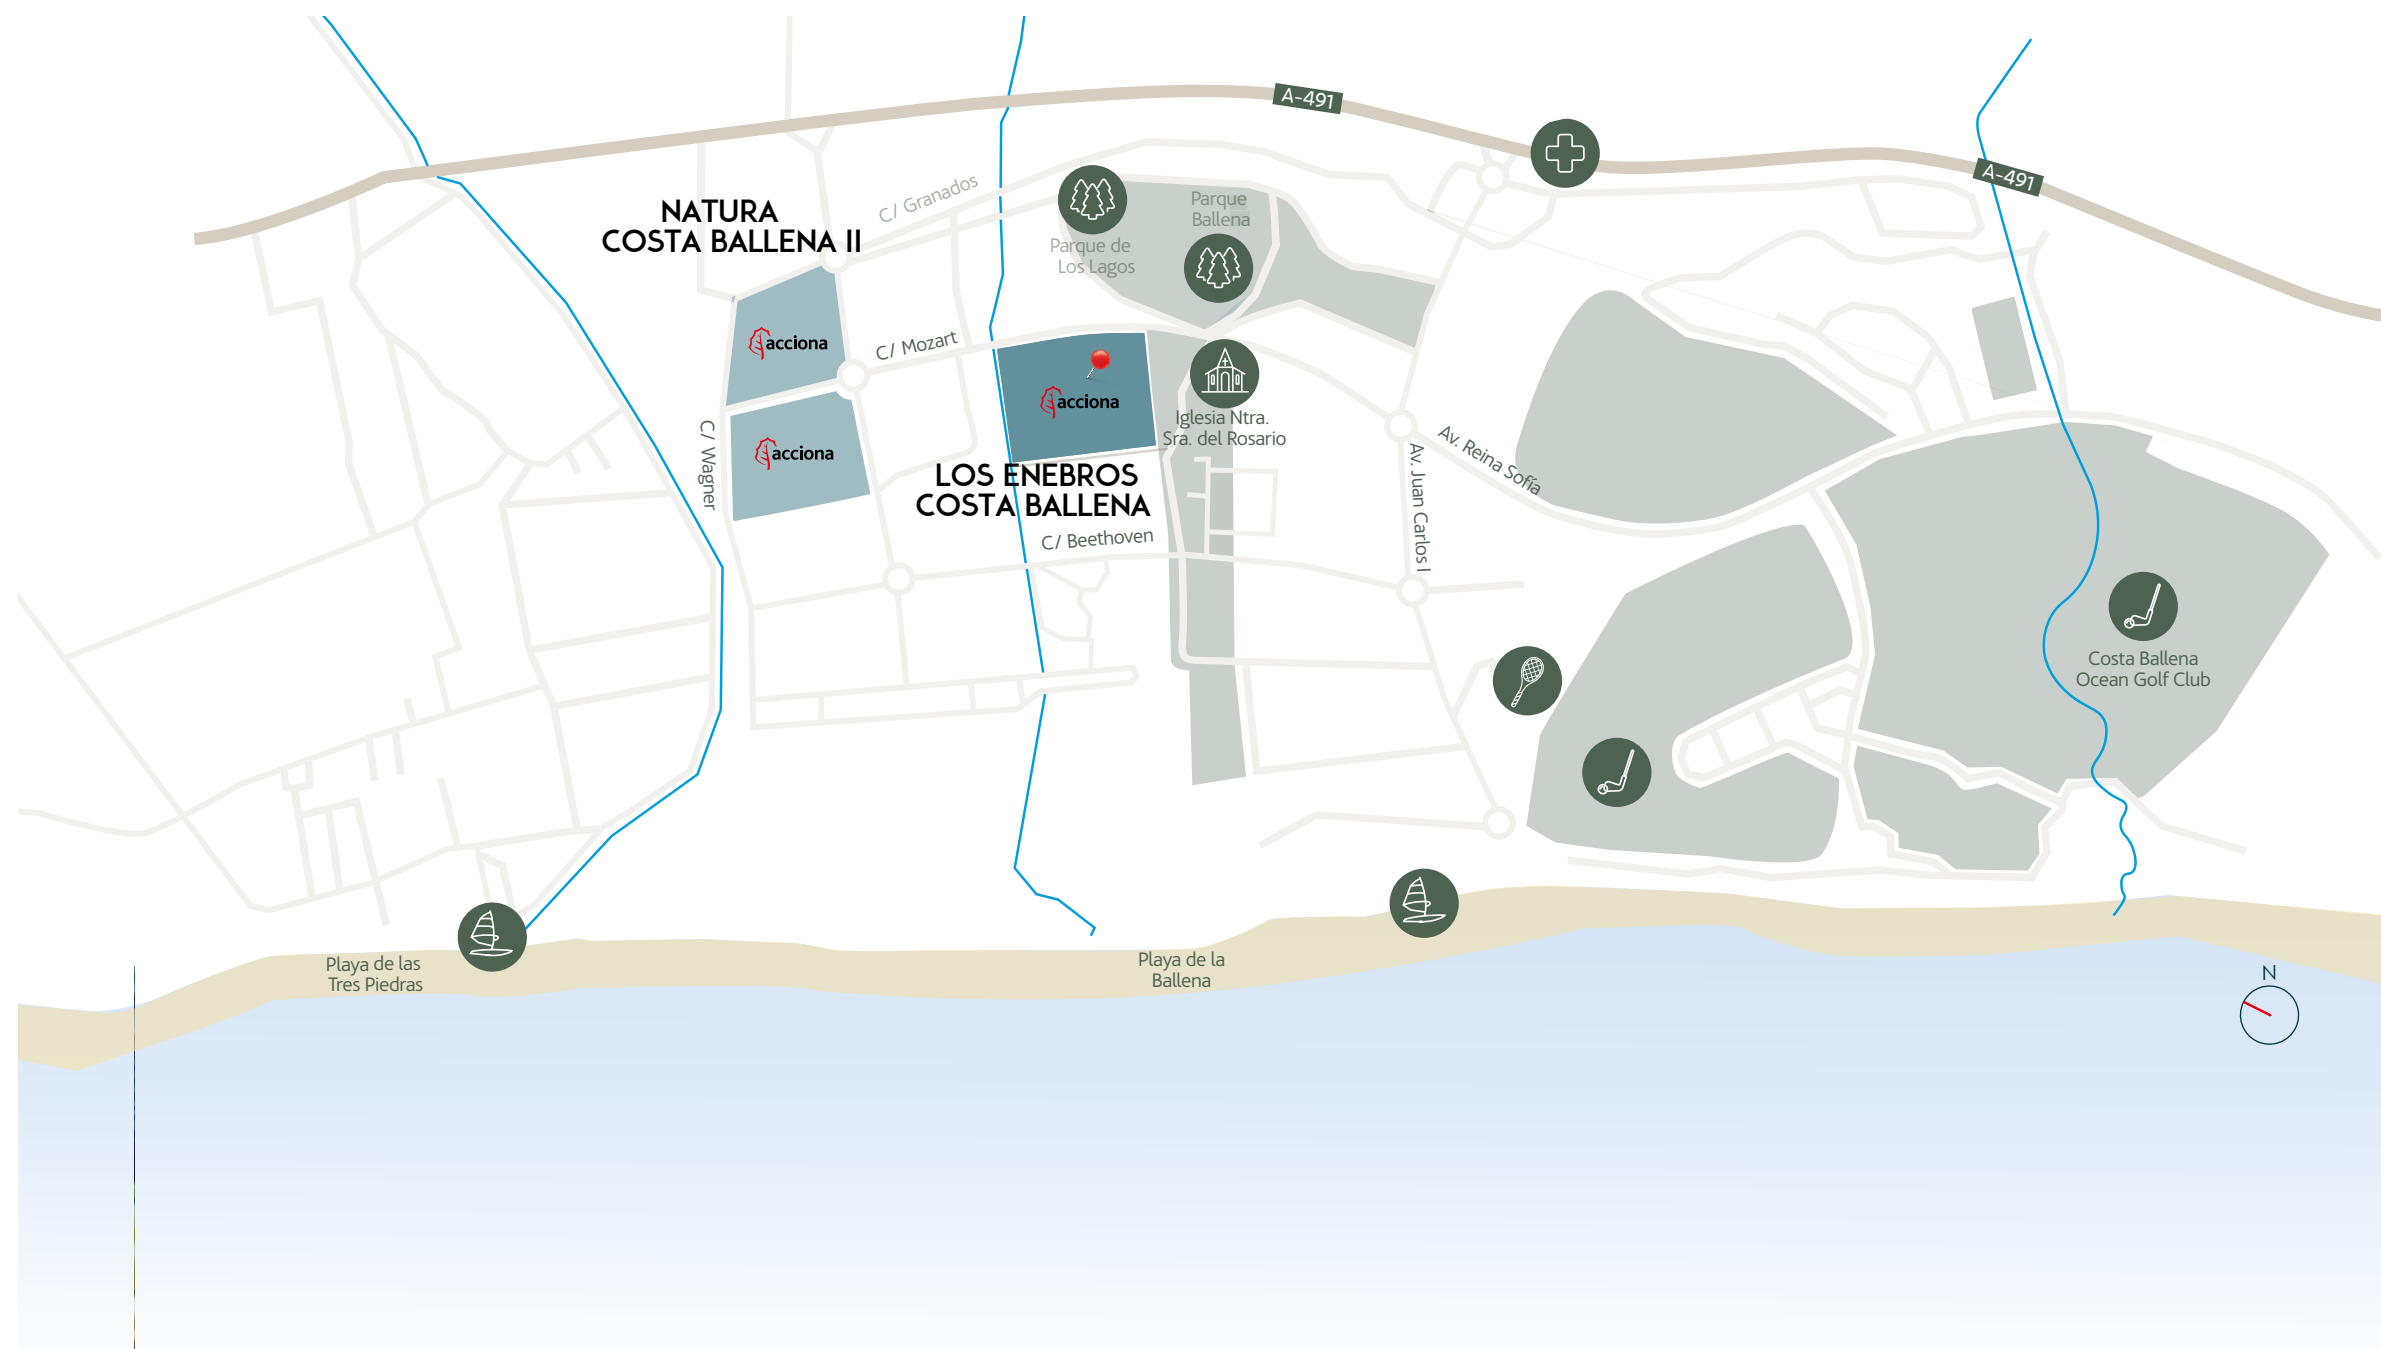 A-491
A-491
NATURA
COSTA BALLENA II
C/ Granados
Parque
Ballena
Parque de
Los Lagos
acciona
C/ Mozart
acciona
acciona
Iglesia Ntra.
Sra. del Rosario
C/ Wagner
LOS ENEBROS
COSTA BALLENA
C/ Beethoven
Av. Juan Carlos I
Av. Reina Sofía
Costa Ballena
Ocean Golf Club
Playa de las
Tres Piedras
Playa de la
Ballena
N